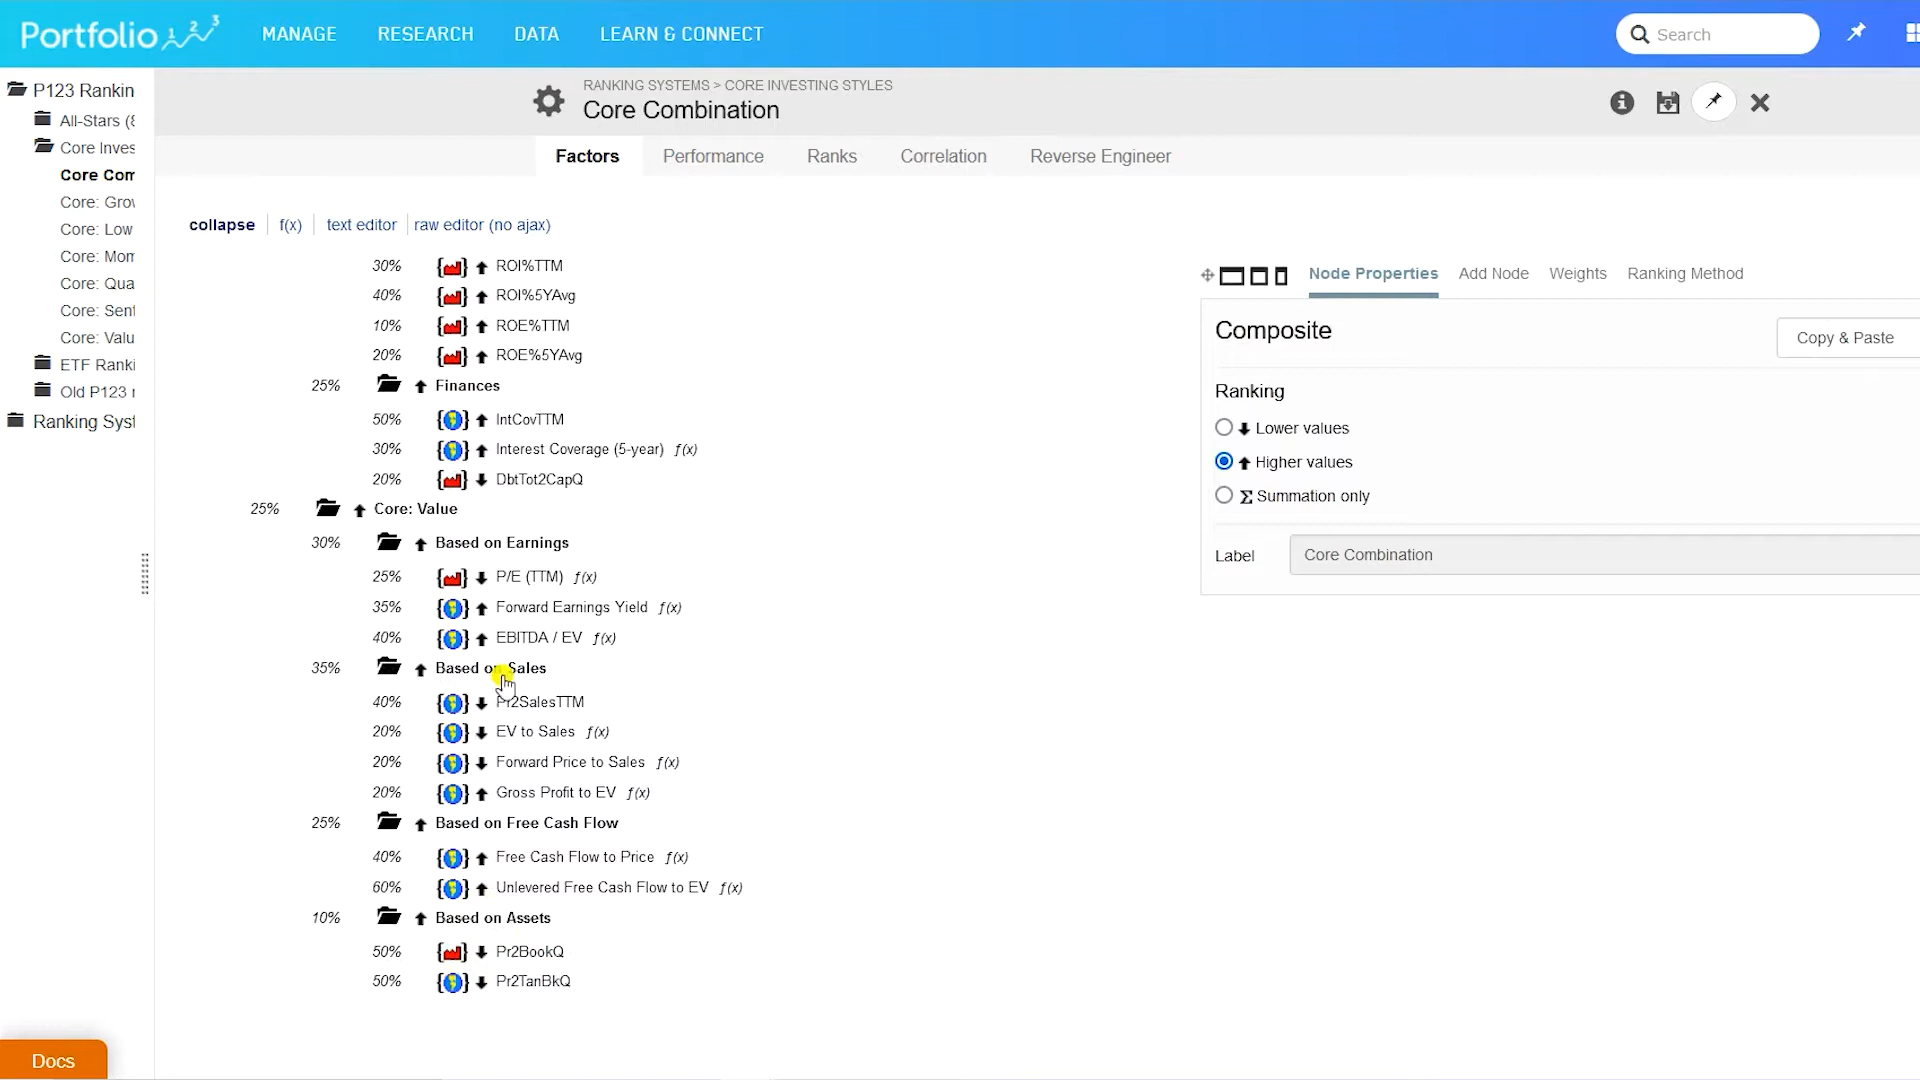 Portfolio123
MANAGE
RESEARCH
DATA
LEARN & CONNECT
Search
P123 Rankin
All-Stars (8
Core Inves
Core Com
Core: Grow
Core: Low
Core: Mom
Core: Qua
Core: Sent
Core: Valu
ETF Ranki
Old P123 r
Ranking Syst
RANKING SYSTEMS > CORE INVESTING STYLES
Core Combination
Factors
Performance
Ranks
Correlation
Reverse Engineer
collapse | f(x) | text editor | raw editor (no ajax)
30% ROI%TTM
40% ROI%5YAvg
10% ROE%TTM
20% ROE%5YAvg
25% Finances
50% IntCovTTM
30% Interest Coverage (5-year) f(x)
20% DbtTot2CapQ
25% Core: Value
30% Based on Earnings
25% P/E (TTM) f(x)
35% Forward Earnings Yield f(x)
40% EBITDA / EV f(x)
35% Based on Sales
40% Pr2SalesTTM
20% EV to Sales f(x)
20% Forward Price to Sales f(x)
20% Gross Profit to EV f(x)
25% Based on Free Cash Flow
40% Free Cash Flow to Price f(x)
60% Unlevered Free Cash Flow to EV f(x)
10% Based on Assets
50% Pr2BookQ
50% Pr2TanBkQ
Node Properties
Add Node
Weights
Ranking Method
Composite
Copy & Paste
Ranking
Lower values
Higher values
Σ Summation only
Label
Core Combination
Docs